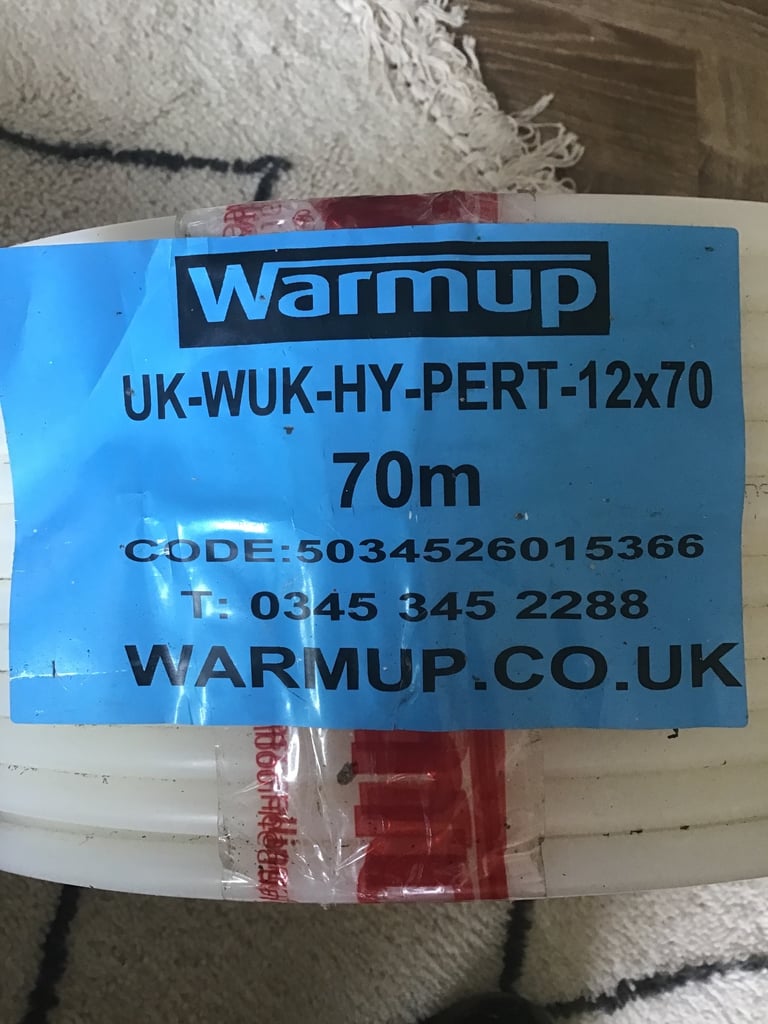 Warmup
UK-WUK-HY-PERT-12x70
70m
CODE:5034526015366
T: 0345 345 2288
WARMUP.CO.UK